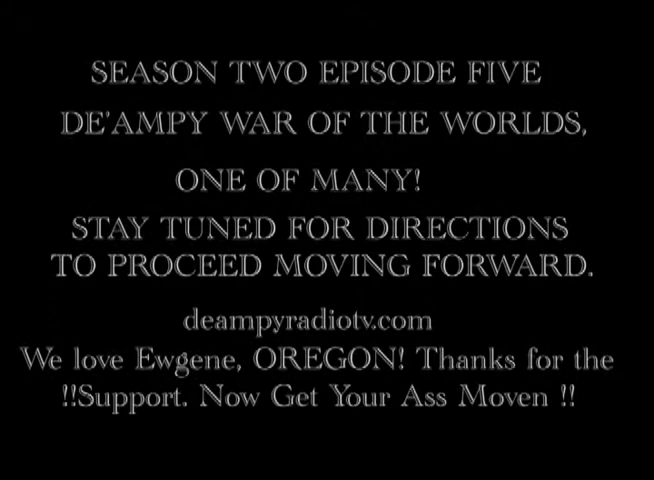 SEASON TWO EPISODE FIVE
DE'AMPY WAR OF THE WORLDS,
ONE OF MANY!
STAY TUNED FOR DIRECTIONS
TO PROCEED MOVING FORWARD.
deampyradiotv.com
We love Ewgene, OREGON! Thanks for the
!!Support. Now Get Your Ass Moven !!